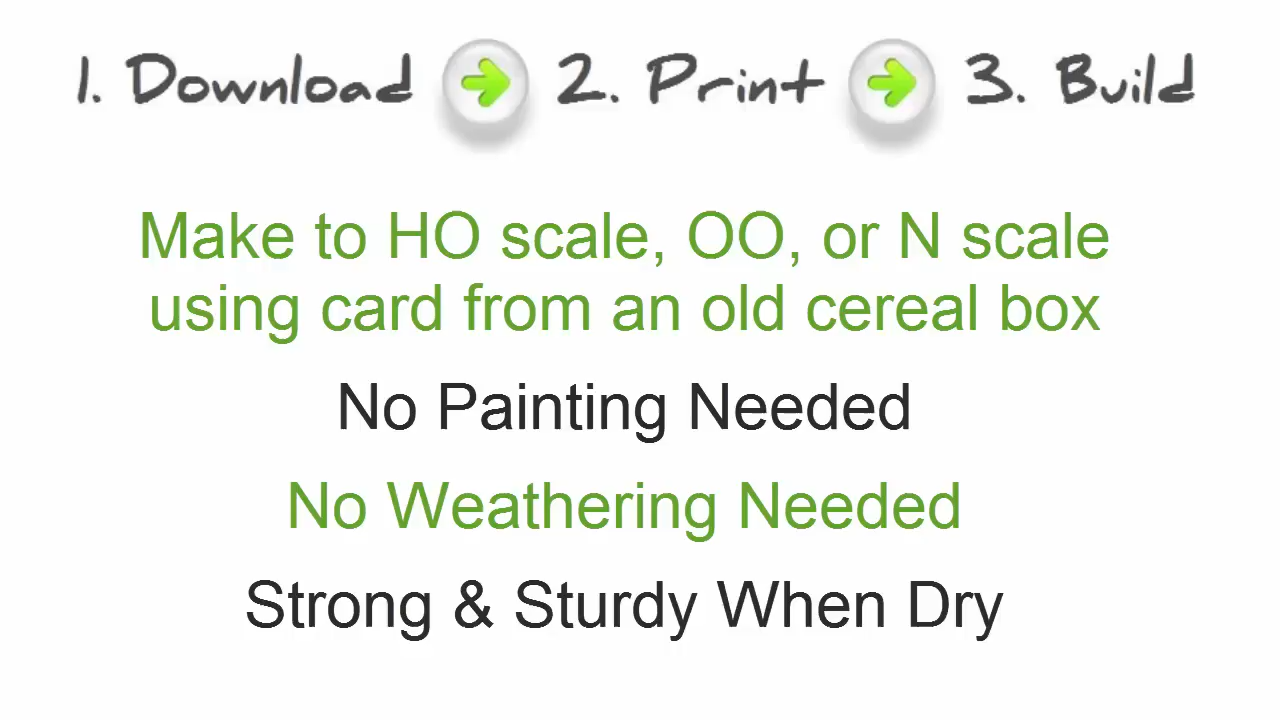 1. Download 2. Print 3. Build
Make to HO scale, OO, or N scale
using card from an old cereal box
No Painting Needed
No Weathering Needed
Strong & Sturdy When Dry